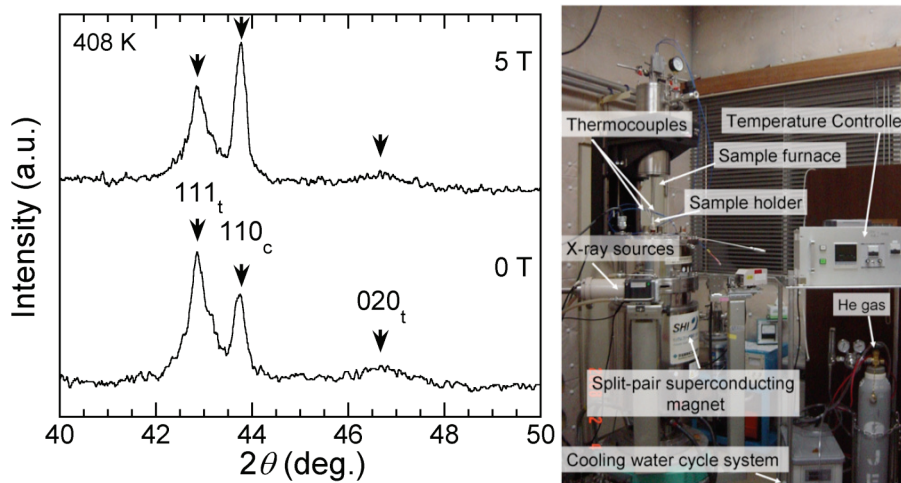 408 K
5 T
111t
110c
0 T
020t
Intensity (a.u.)
40
42
44
46
48
50
2θ (deg.)
Thermocouples
Temperature Controlle
Sample furnace
Sample holder
X-ray sources
He gas
SHI
Split-pair superconducting
magnet
Cooling water cycle system